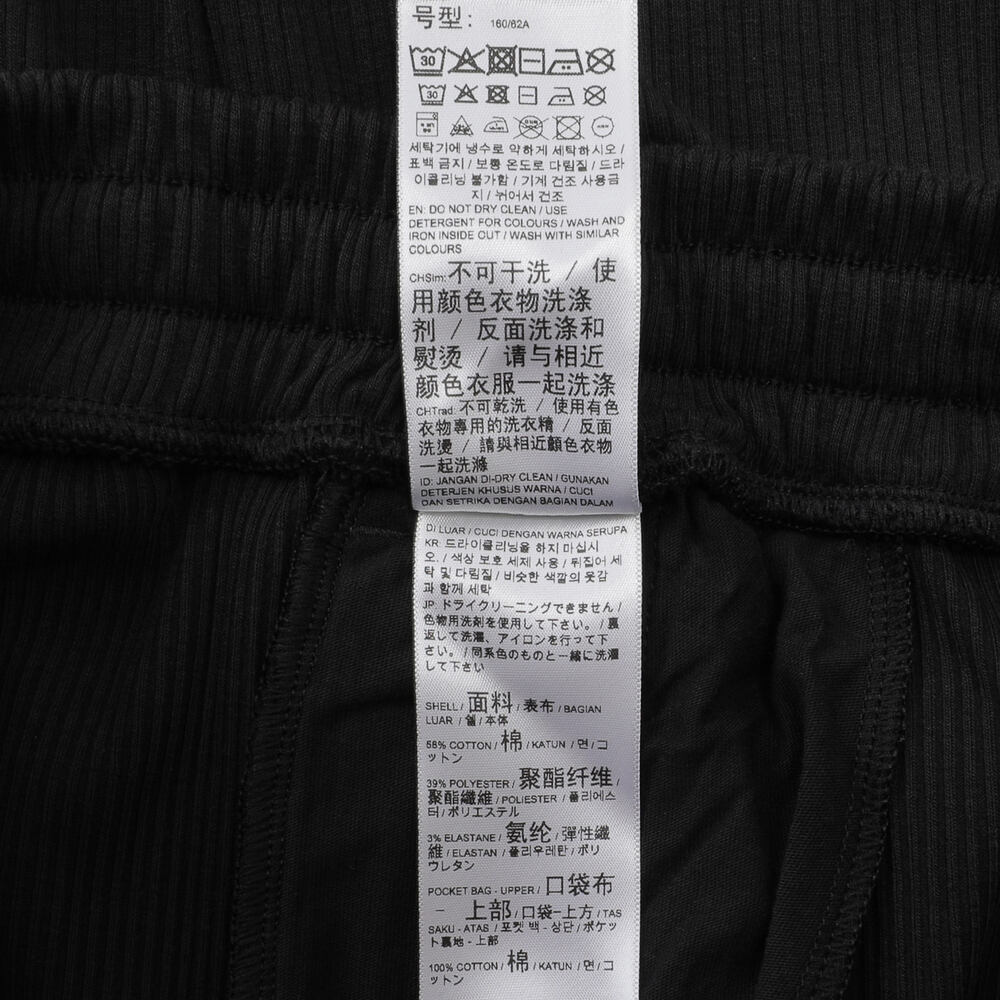 号型: 160/62A
30
30
세탁기에 냉수로 약하게 세탁하시오 /
표백 금지 / 보통 온도로 다림질 / 드라
이클리닝 불가함 / 기계 건조 사용금
지 / 뉘어서 건조
EN: DO NOT DRY CLEAN / USE
DETERGENT FOR COLOURS / WASH AND
IRON INSIDE OUT / WASH WITH SIMILAR
COLOURS
CHSim: 不可干洗 / 使
用颜色衣物洗涤
剂 / 反面洗涤和
熨烫 / 请与相近
颜色衣服一起洗涤
CHTrad: 不可乾洗 / 使用有色
衣物專用的洗衣精 / 反面
洗燙 / 請與相近顏色衣物
一起洗滌
ID: JANGAN DI-DRY CLEAN / GUNAKAN
DETERJEN KHUSUS WARNA / CUCI
DAN SETRIKA DENGAN BAGIAN DALAM
DI LUAR / CUCI DENGAN WARNA SERUPA
KR: 드라이클리닝을 하지 마십시
오. / 색상 보호 세제 사용 / 뒤집어 세
탁 및 다림질 / 비슷한 색깔의 옷감
과 함께 세탁
JP: ドライクリーニングできません /
色物用洗剤を使用して下さい。 / 裏
返して洗濯、アイロンを行って下
さい。 / 同系色のものと一緒に洗濯
して下さい
SHELL / 面料 / 表布 / BAGIAN
LUAR / 쉘 / 本体
58% COTTON / 棉 / KATUN / 면 / コ
ットン
39% POLYESTER / 聚酯纤维 /
聚酯纖維 / POLIESTER / 폴리에스
터 / ポリエステル
3% ELASTANE / 氨纶 / 彈性纖
維 / ELASTAN / 폴리우레탄 / ポリ
ウレタン
POCKET BAG - UPPER / 口袋布
- 上部 / 口袋-上方 / TAS
SAKU - ATAS / 포켓 백 - 상단 / ポケッ
ト裏地 - 上部
100% COTTON / 棉 / KATUN / 면 / コ
ットン